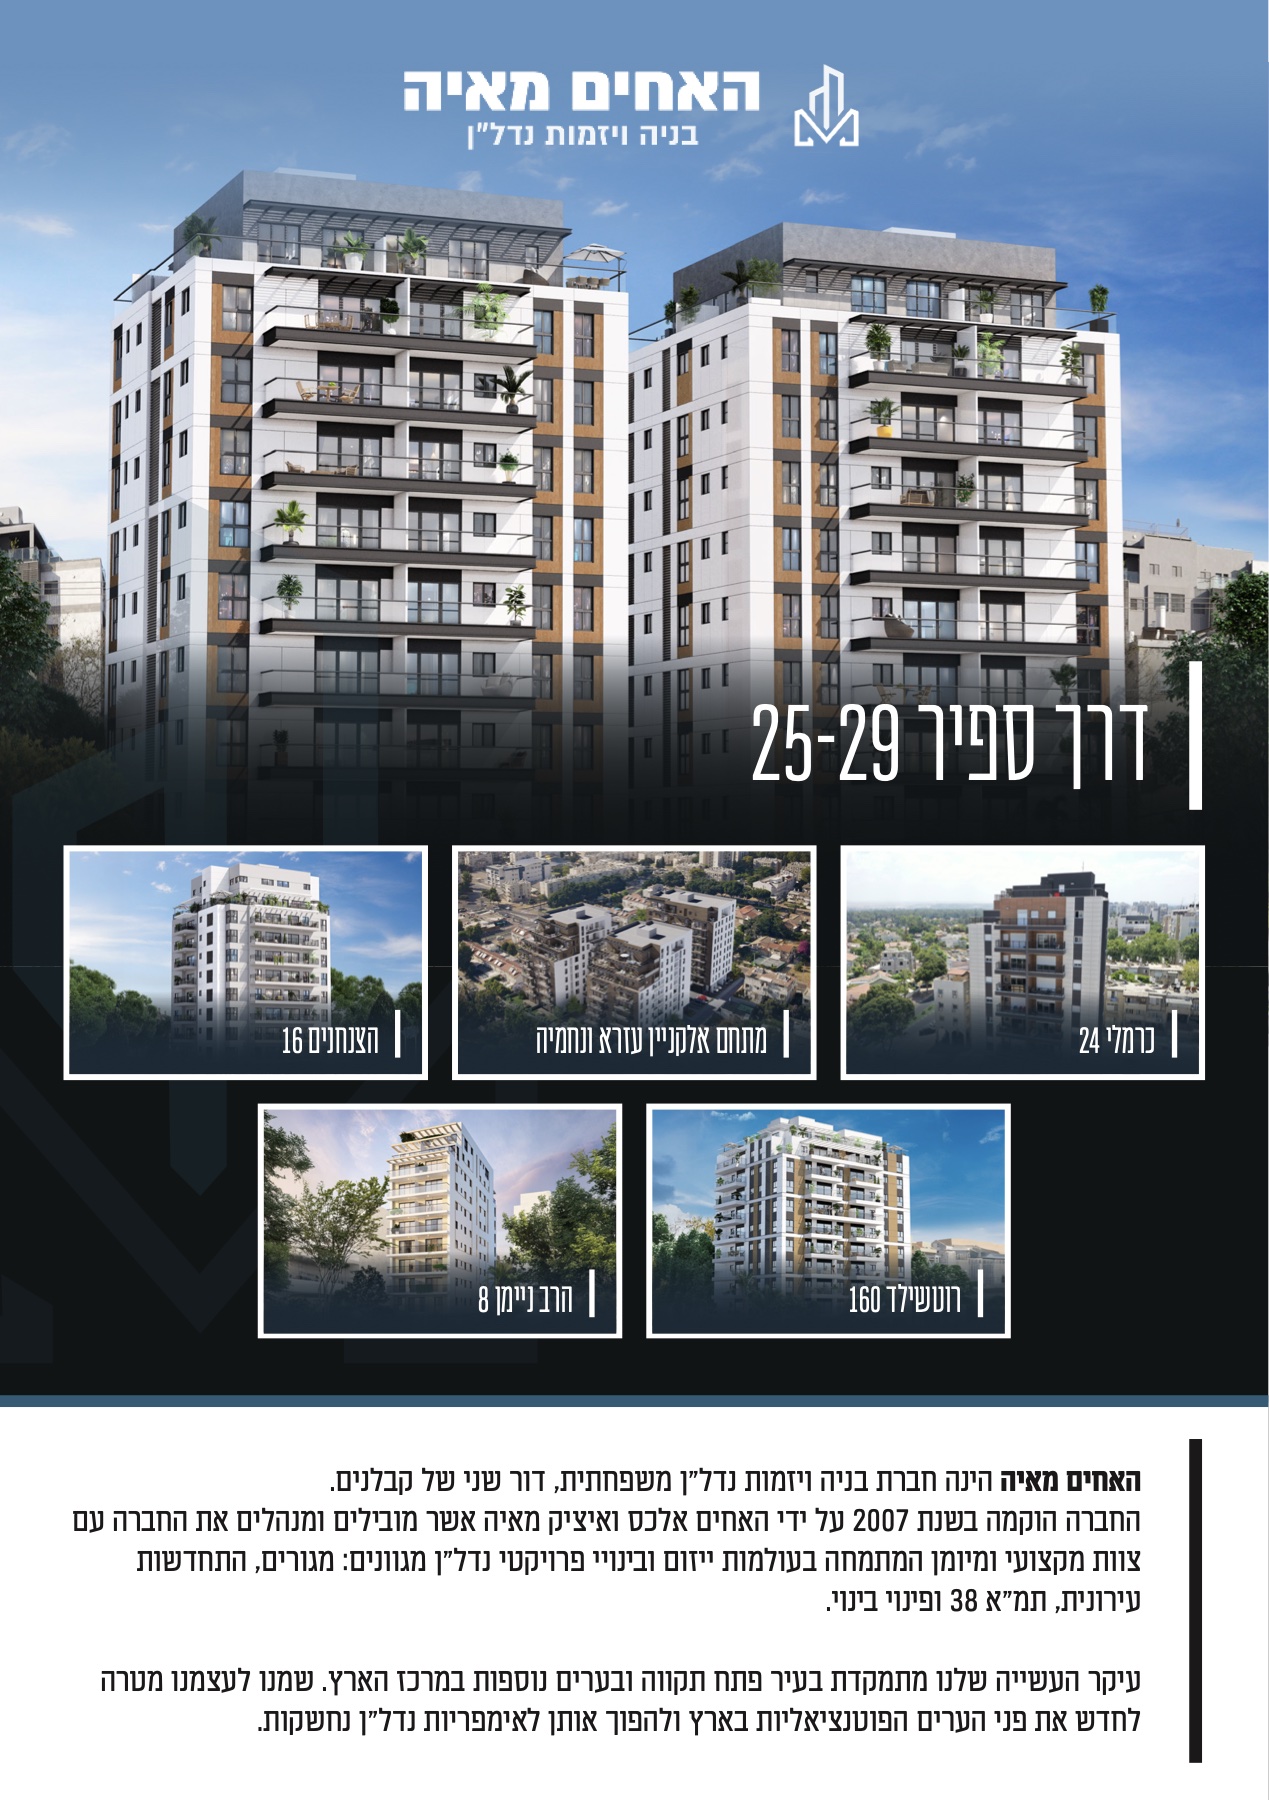 האחים מאיה
בניה ויזמות נדל"ן
דרך ספיר 25-29
כרמלי 24
מתחם אלקניין עזרא ונחמיה
הצנחנים 16
רוטשילד 160
הרב ניימן 8
האחים מאיה הינה חברת בניה ויזמות נדל"ן משפחתית, דור שני של קבלנים.
החברה הוקמה בשנת 2007 על ידי האחים אלכס ואיציק מאיה אשר מובילים ומנהלים את החברה עם
צוות מקצועי ומיומן המתמחה בעולמות ייזום ובינויי פרויקטי נדל"ן מגוונים: מגורים, התחדשות
עירונית, תמ"א 38 ופינוי בינוי.
עיקר העשייה שלנו מתמקדת בעיר פתח תקווה ובערים נוספות במרכז הארץ. שמנו לעצמנו מטרה
לחדש את פני הערים הפוטנציאליות בארץ ולהפוך אותן לאימפריות נדל"ן נחשקות.